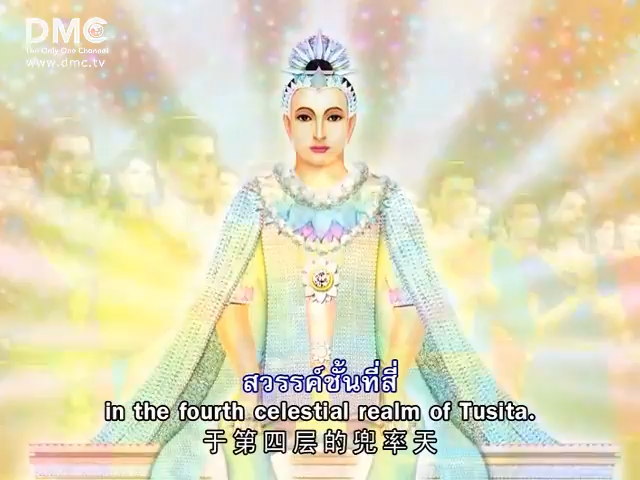 DMC
The Only One Channel
www.dmc.tv
สวรรค์ชั้นที่สี่
in the fourth celestial realm of Tusita.
于第四层的兜率天